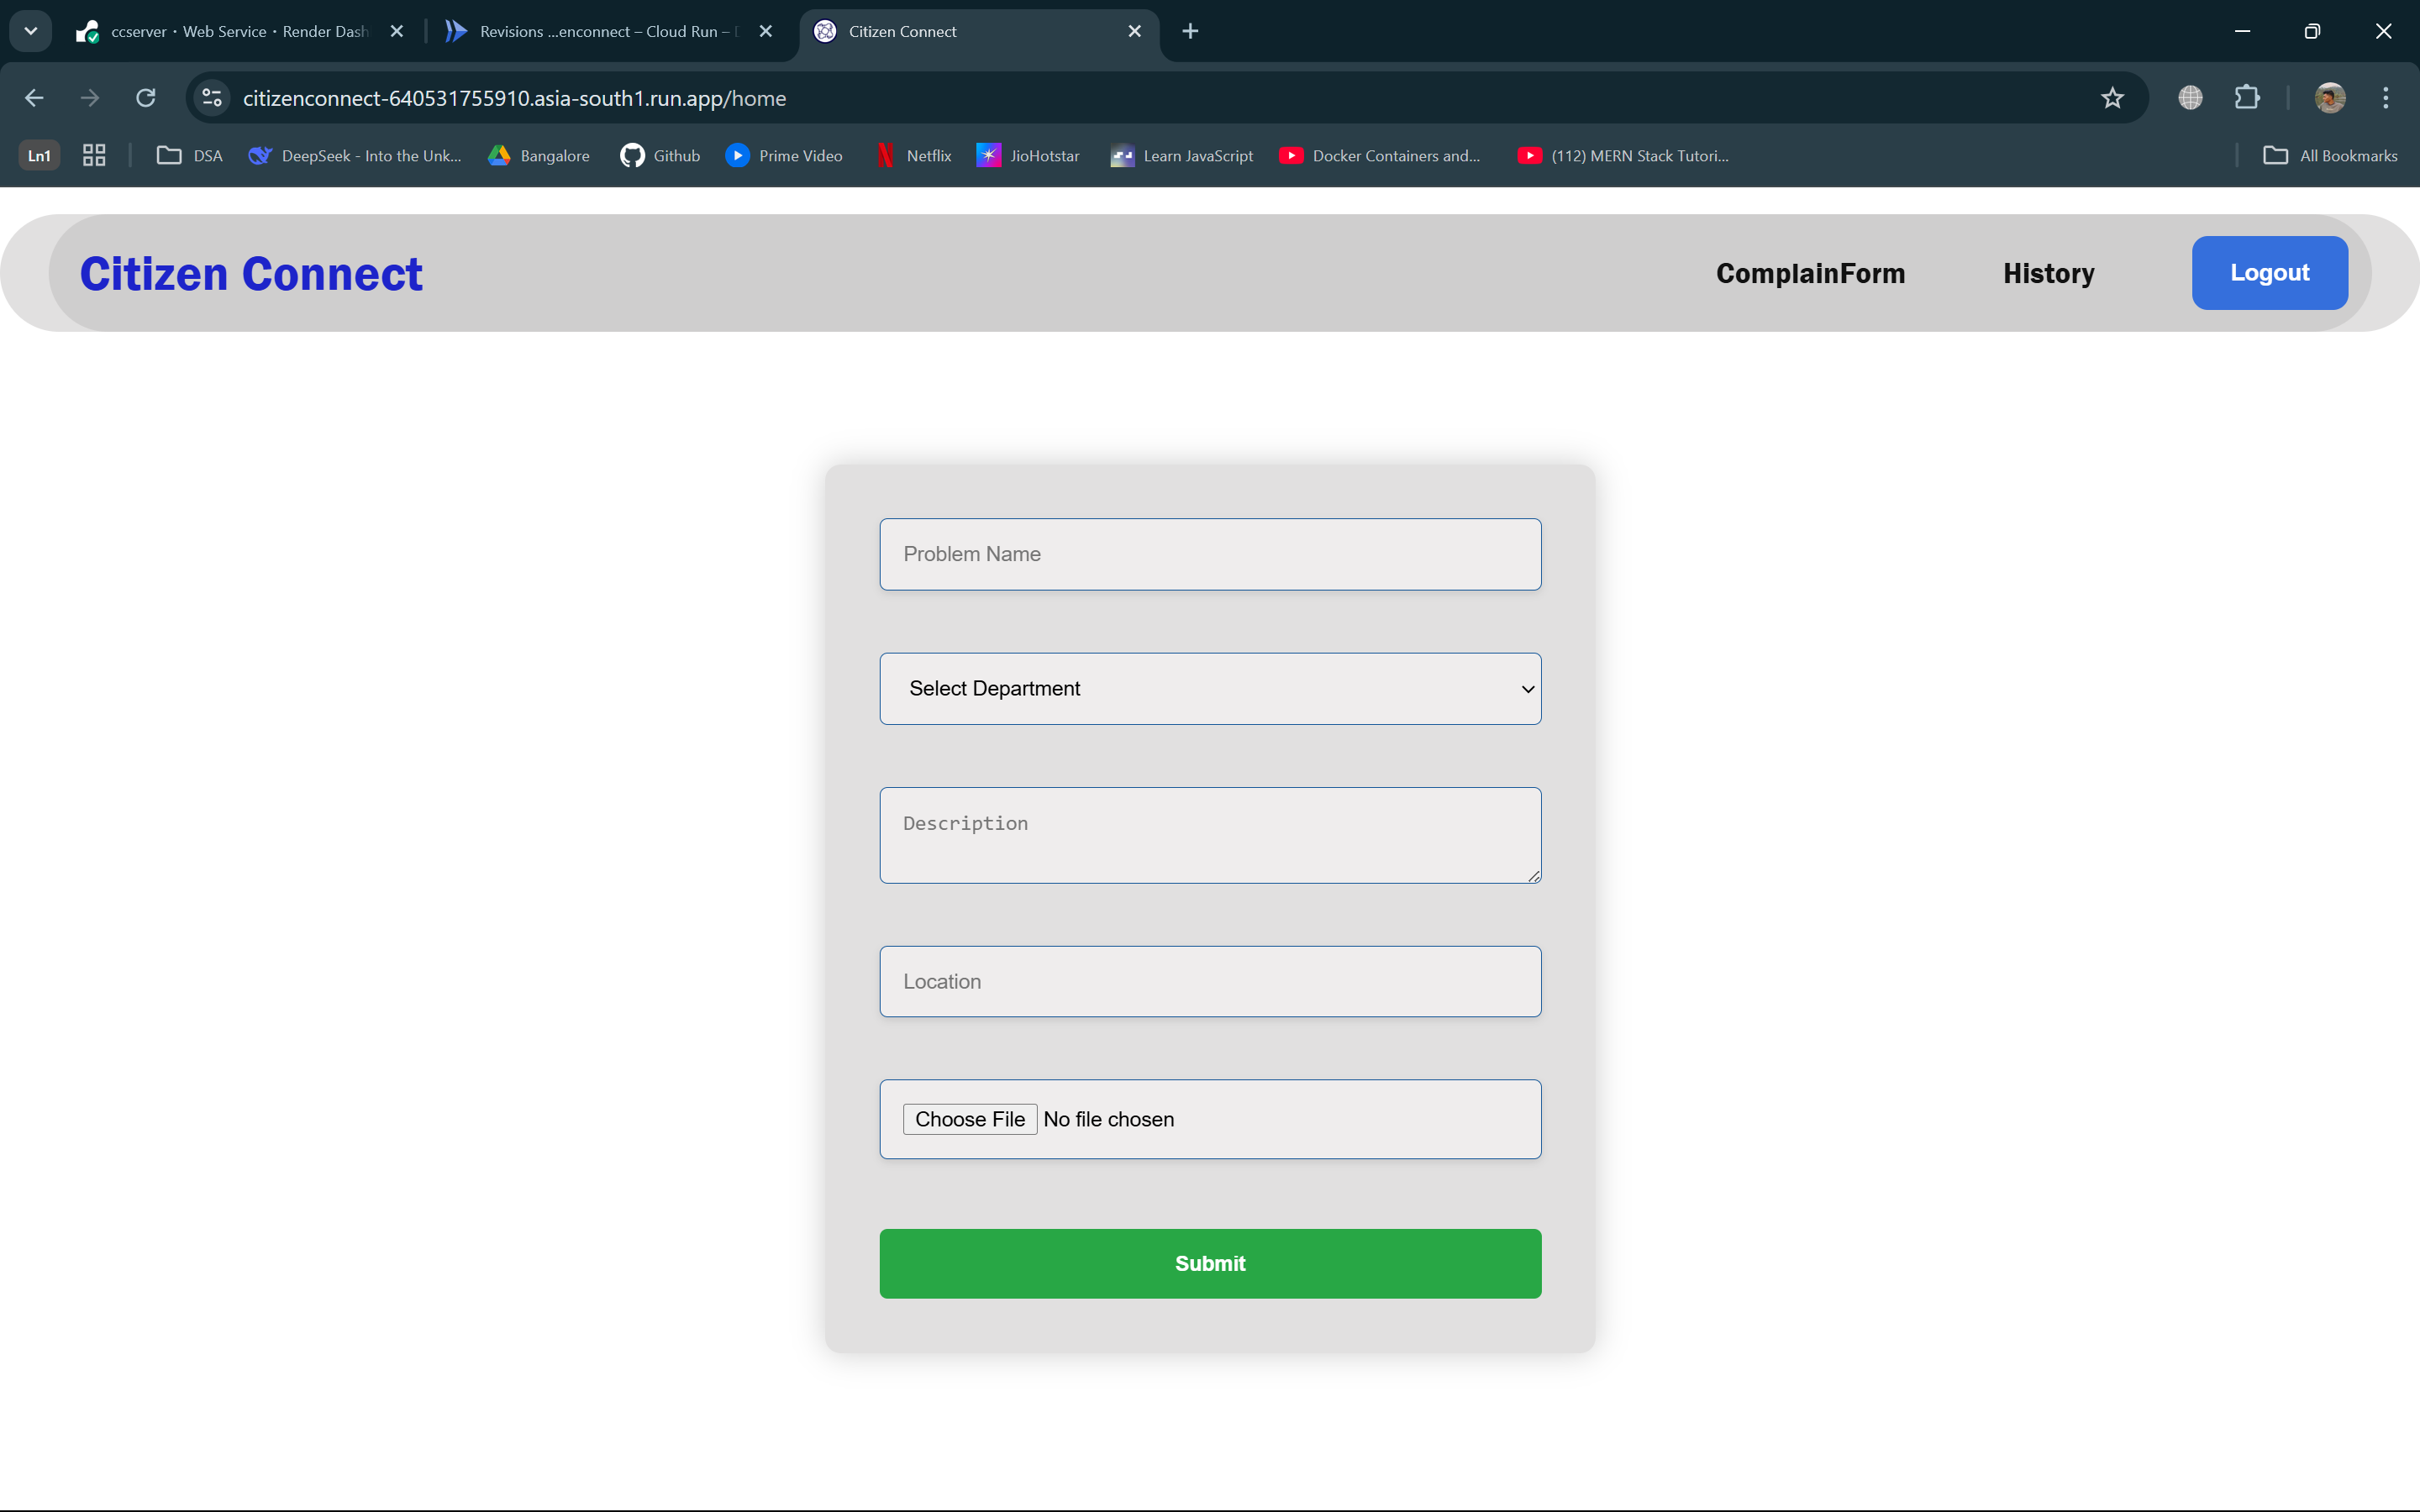 ccserver · Web Service · Render Dash
Revisions ...enconnect – Cloud Run –
Citizen Connect
citizenconnect-640531755910.asia-south1.run.app/home
Ln1
DSA
DeepSeek - Into the Unk...
Bangalore
Github
Prime Video
Netflix
JioHotstar
Learn JavaScript
Docker Containers and...
(112) MERN Stack Tutori...
All Bookmarks
Citizen Connect
ComplainForm
History
Logout
Problem Name
Select Department
Description
Location
Choose File No file chosen
Submit